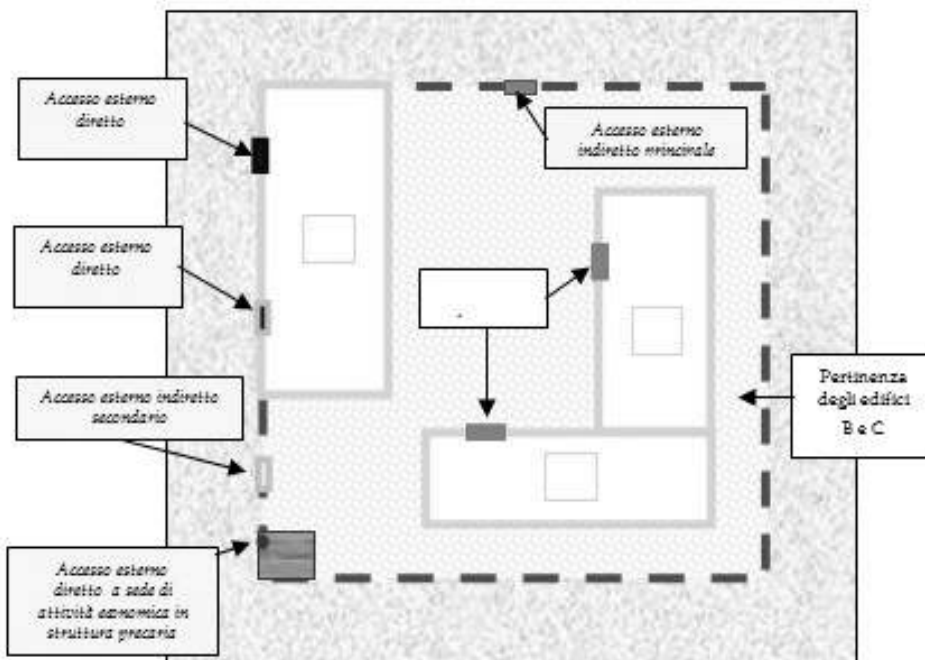 Accesso esterno
diretto
Accesso esterno
indiretto nrincinale
Accesso esterno
diretto
Accesso esterno indiretto
secondario
Pertinenza
degli edifici
B e C
Accesso esterno
diretto a sede di
attività economica in
struttura precaria